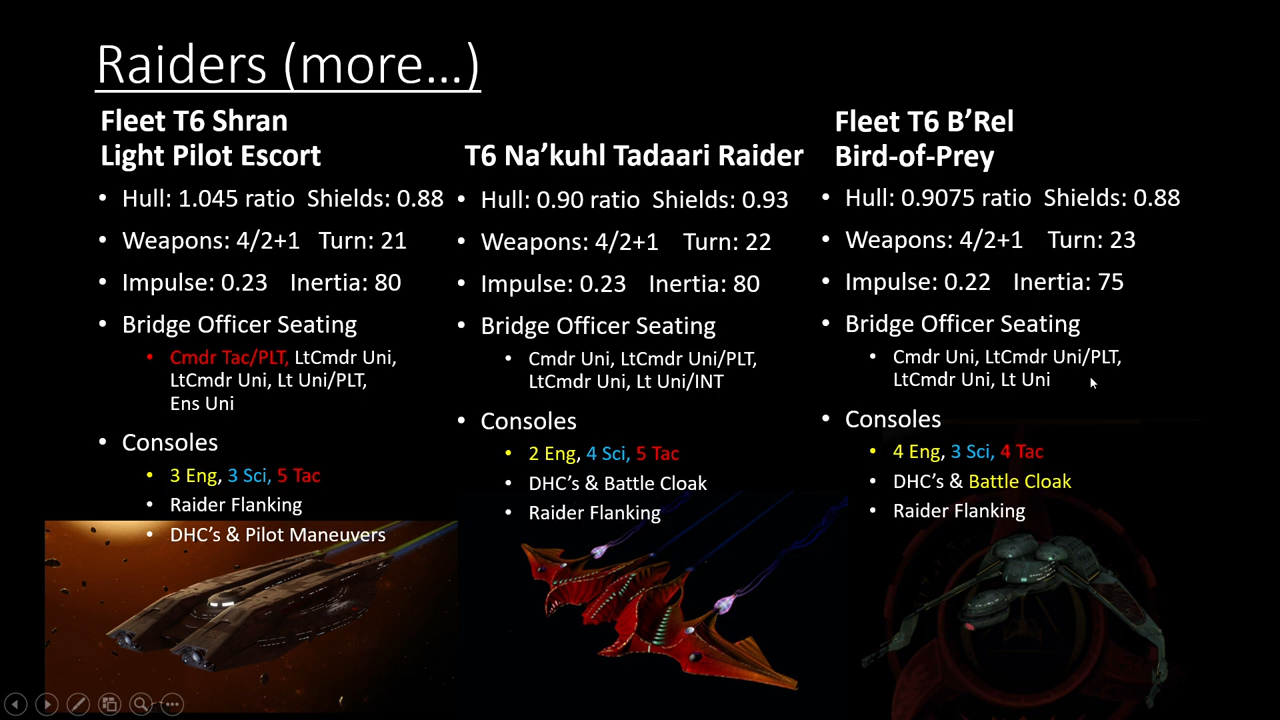 Raiders (more…)
Fleet T6 Shran
Light Pilot Escort
• Hull: 1.045 ratio  Shields: 0.88
• Weapons: 4/2+1   Turn: 21
• Impulse: 0.23    Inertia: 80
• Bridge Officer Seating
• Cmdr Tac/PLT, LtCmdr Uni,
LtCmdr Uni, Lt Uni/PLT,
Ens Uni
• Consoles
• 3 Eng, 3 Sci, 5 Tac
• Raider Flanking
• DHC’s & Pilot Maneuvers
T6 Na’kuhl Tadaari Raider
• Hull: 0.90 ratio  Shields: 0.93
• Weapons: 4/2+1    Turn: 22
• Impulse: 0.23    Inertia: 80
• Bridge Officer Seating
• Cmdr Uni, LtCmdr Uni/PLT,
LtCmdr Uni, Lt Uni/INT
• Consoles
• 2 Eng, 4 Sci, 5 Tac
• DHC’s & Battle Cloak
• Raider Flanking
Fleet T6 B’Rel
Bird-of-Prey
• Hull: 0.9075 ratio  Shields: 0.88
• Weapons: 4/2+1    Turn: 23
• Impulse: 0.22    Inertia: 75
• Bridge Officer Seating
• Cmdr Uni, LtCmdr Uni/PLT,
LtCmdr Uni, Lt Uni
• Consoles
• 4 Eng, 3 Sci, 4 Tac
• DHC’s & Battle Cloak
• Raider Flanking